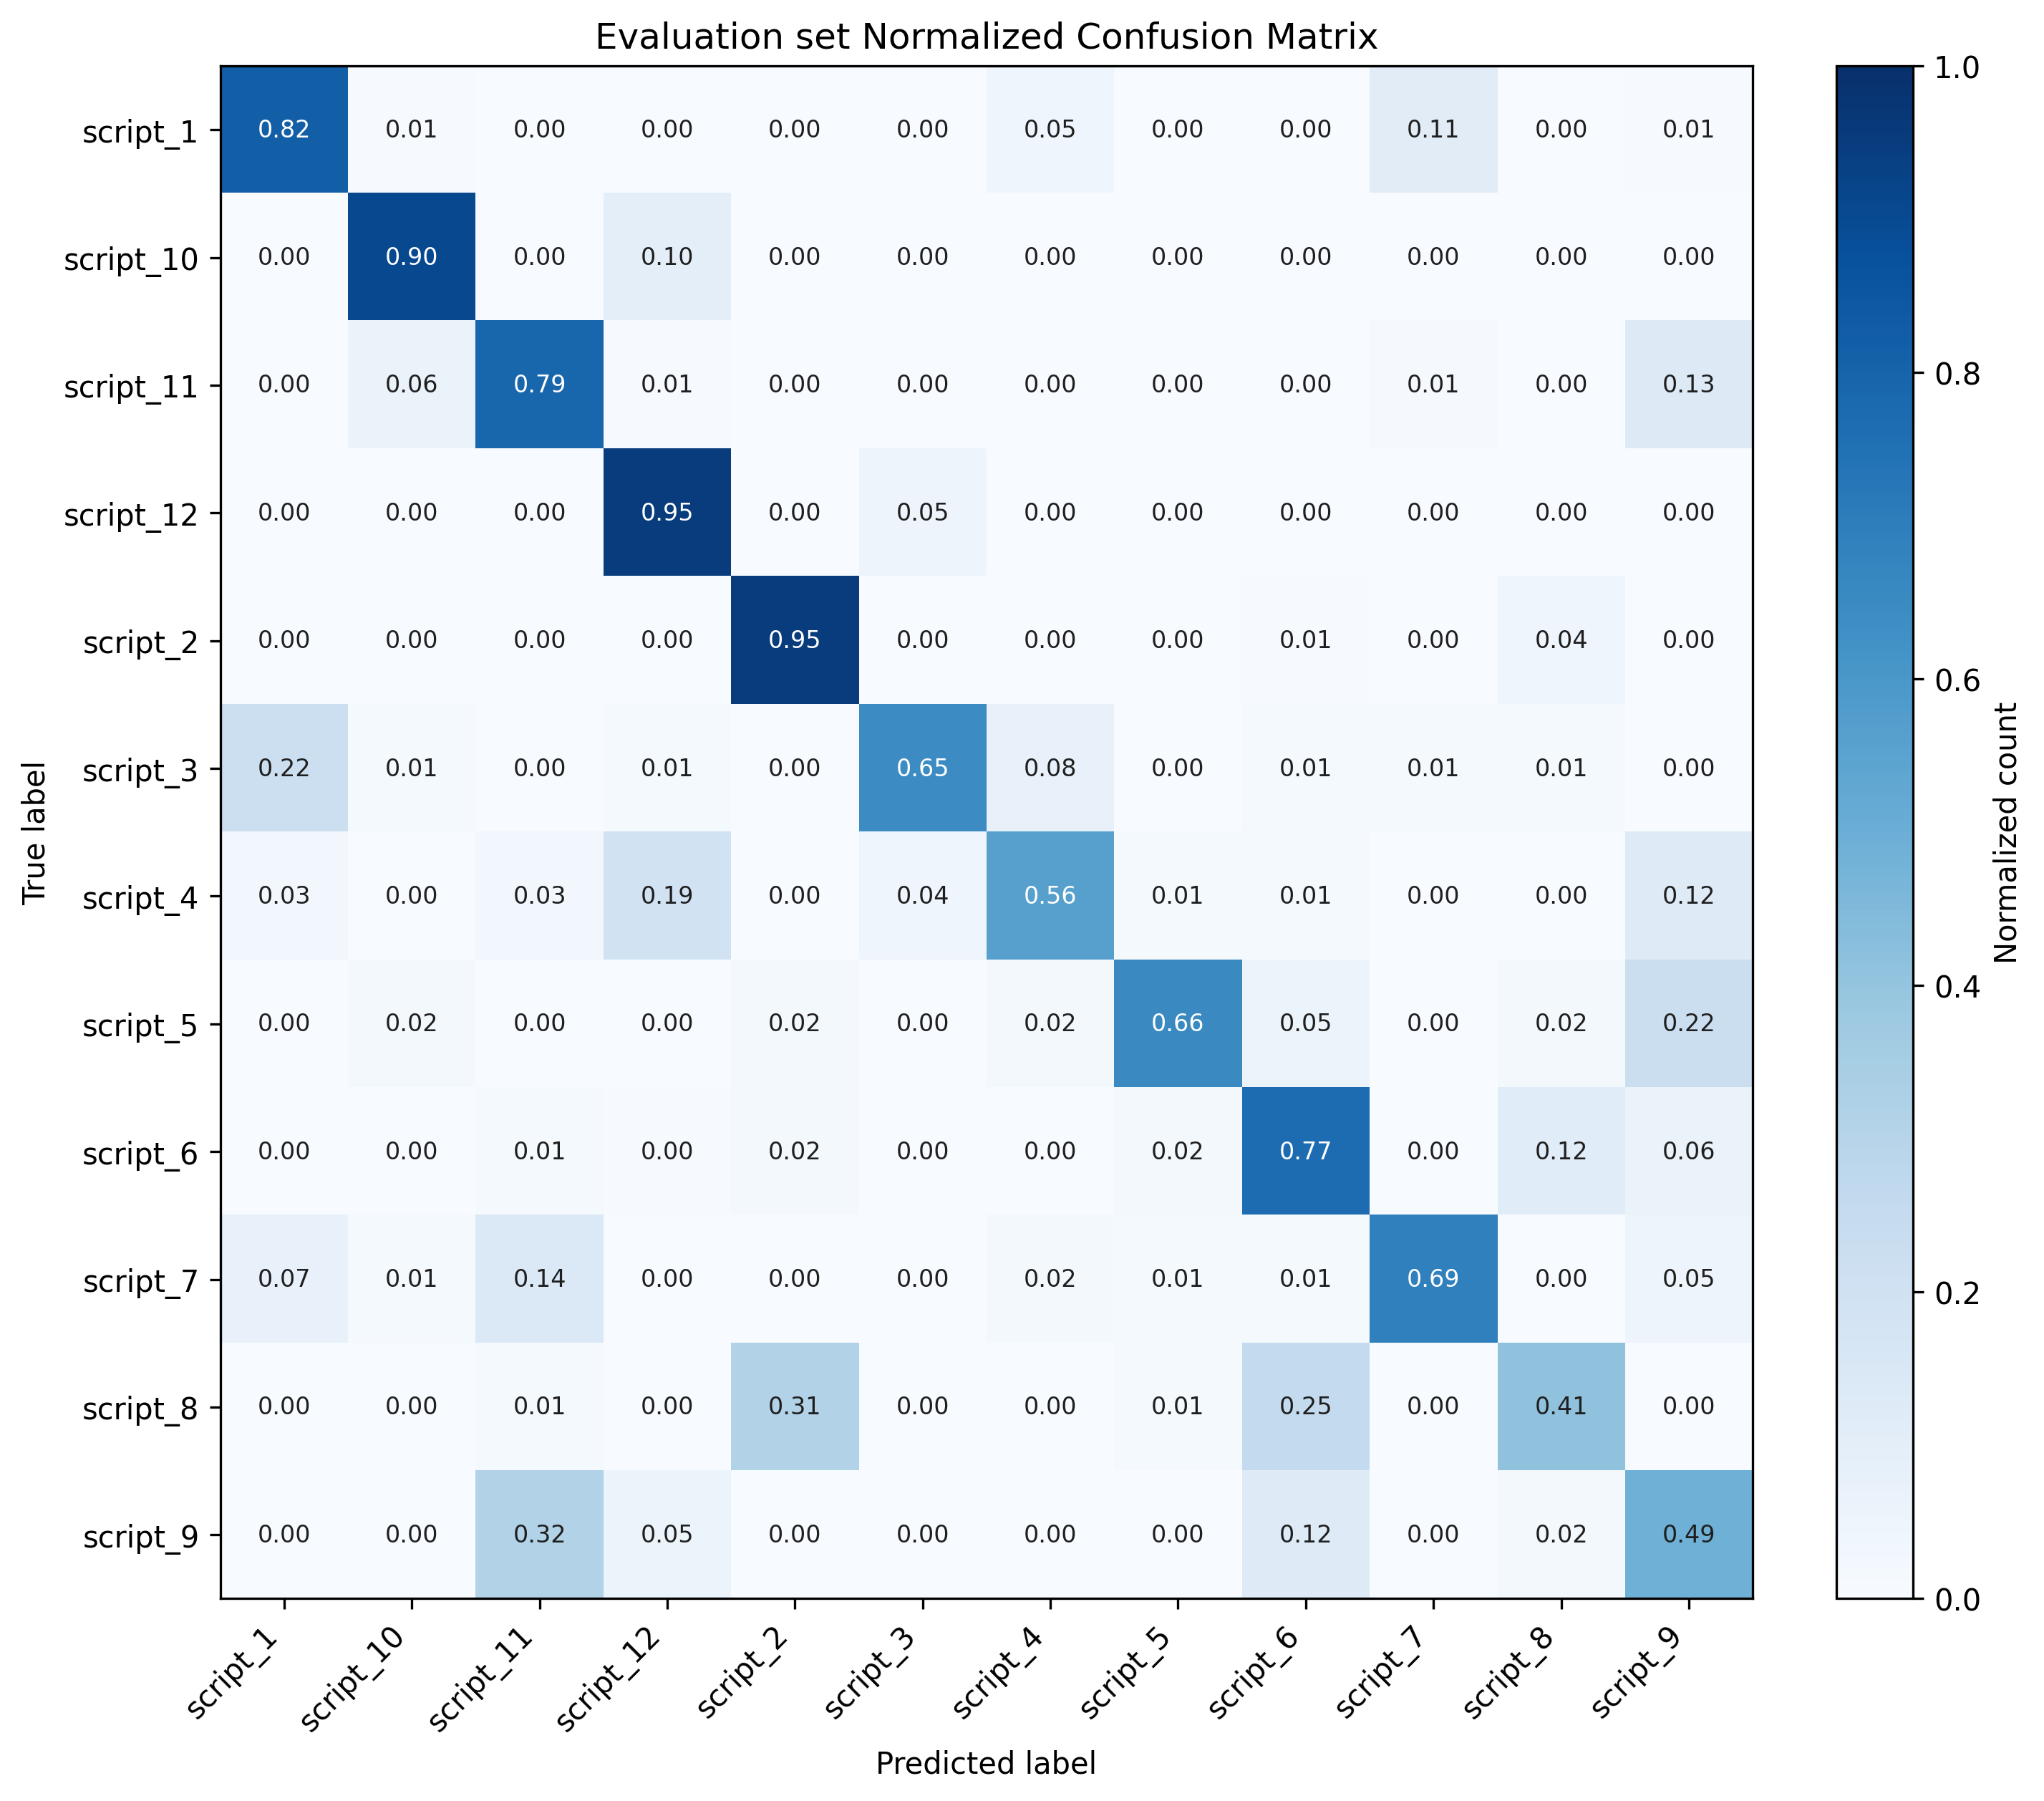 Evaluation set Normalized Confusion Matrix
script_1 0.82 0.01 0.00 0.00 0.00 0.00 0.05 0.00 0.00 0.11 0.00 0.01
script_10 0.00 0.90 0.00 0.10 0.00 0.00 0.00 0.00 0.00 0.00 0.00 0.00
script_11 0.00 0.06 0.79 0.01 0.00 0.00 0.00 0.00 0.00 0.01 0.00 0.13
script_12 0.00 0.00 0.00 0.95 0.00 0.05 0.00 0.00 0.00 0.00 0.00 0.00
script_2 0.00 0.00 0.00 0.00 0.95 0.00 0.00 0.00 0.01 0.00 0.04 0.00
script_3 0.22 0.01 0.00 0.01 0.00 0.65 0.08 0.00 0.01 0.01 0.01 0.00
script_4 0.03 0.00 0.03 0.19 0.00 0.04 0.56 0.01 0.01 0.00 0.00 0.12
script_5 0.00 0.02 0.00 0.00 0.02 0.00 0.02 0.66 0.05 0.00 0.02 0.22
script_6 0.00 0.00 0.01 0.00 0.02 0.00 0.00 0.02 0.77 0.00 0.12 0.06
script_7 0.07 0.01 0.14 0.00 0.00 0.00 0.02 0.01 0.01 0.69 0.00 0.05
script_8 0.00 0.00 0.01 0.00 0.31 0.00 0.00 0.01 0.25 0.00 0.41 0.00
script_9 0.00 0.00 0.32 0.05 0.00 0.00 0.00 0.00 0.12 0.00 0.02 0.49
script_1 script_10 script_11 script_12 script_2 script_3 script_4 script_5 script_6 script_7 script_8 script_9
Predicted label
True label
1.0
0.8
0.6
0.4
0.2
0.0
Normalized count